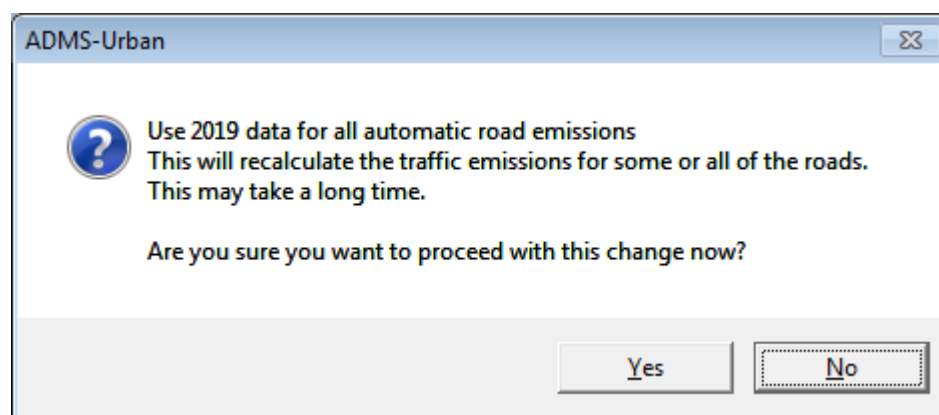 ADMS-Urban
Use 2019 data for all automatic road emissions
This will recalculate the traffic emissions for some or all of the roads.
This may take a long time.
Are you sure you want to proceed with this change now?
Yes
No